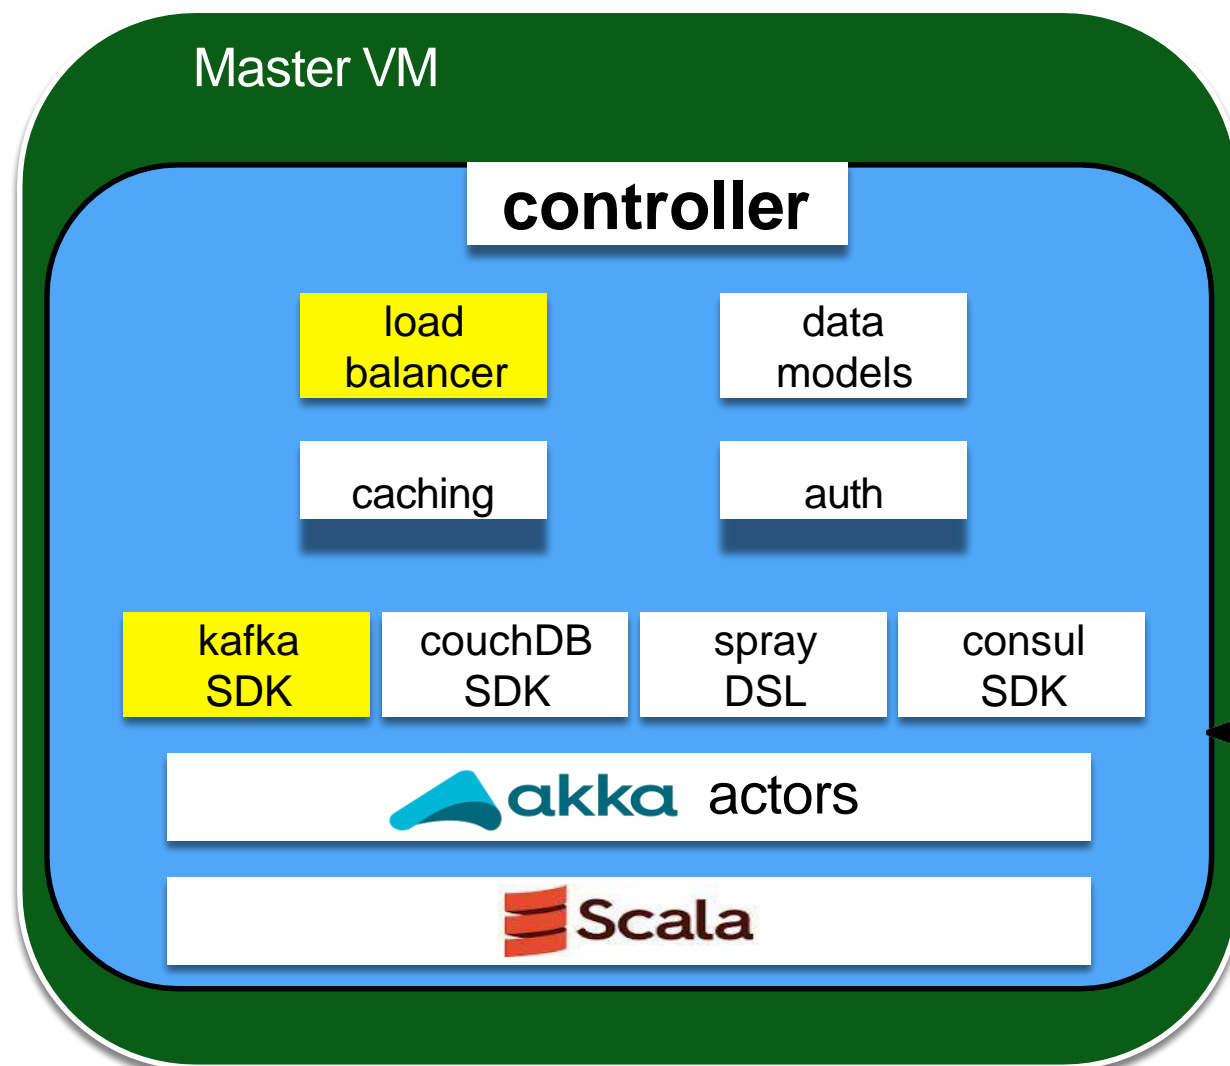 Master VM
controller
load
balancer
data
models
caching
auth
kafka
SDK
couchDB
SDK
spray
DSL
consul
SDK
akka actors
Scala